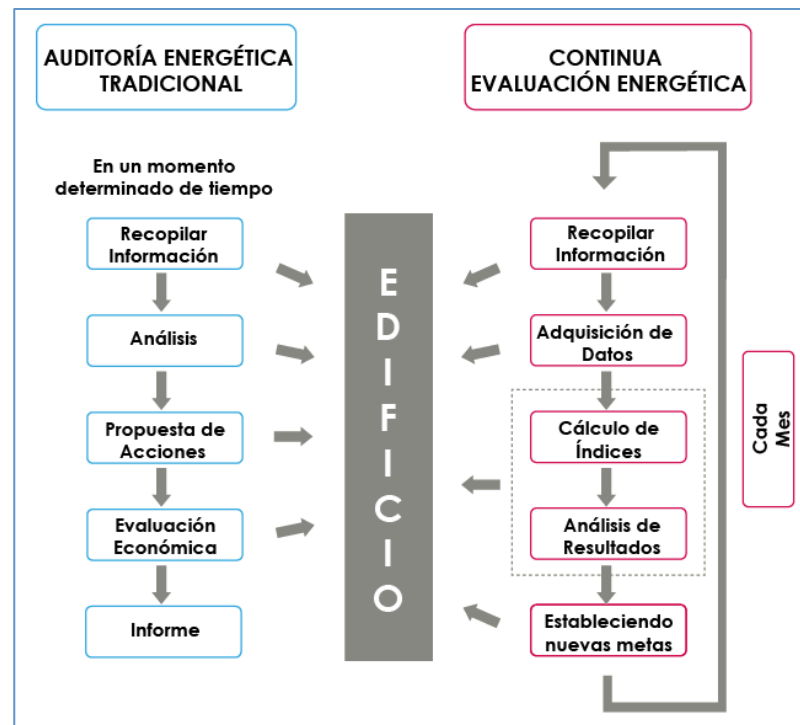 AUDITORÍA ENERGÉTICA
TRADICIONAL
En un momento
determinado de tiempo
Recopilar
Información
Análisis
Propuesta de
Acciones
Evaluación
Económica
Informe
EDIFICIO
CONTINUA
EVALUACIÓN ENERGÉTICA
Recopilar
Información
Adquisición de
Datos
Cálculo de
Índices
Análisis de
Resultados
Estableciendo
nuevas metas
Cada
Mes